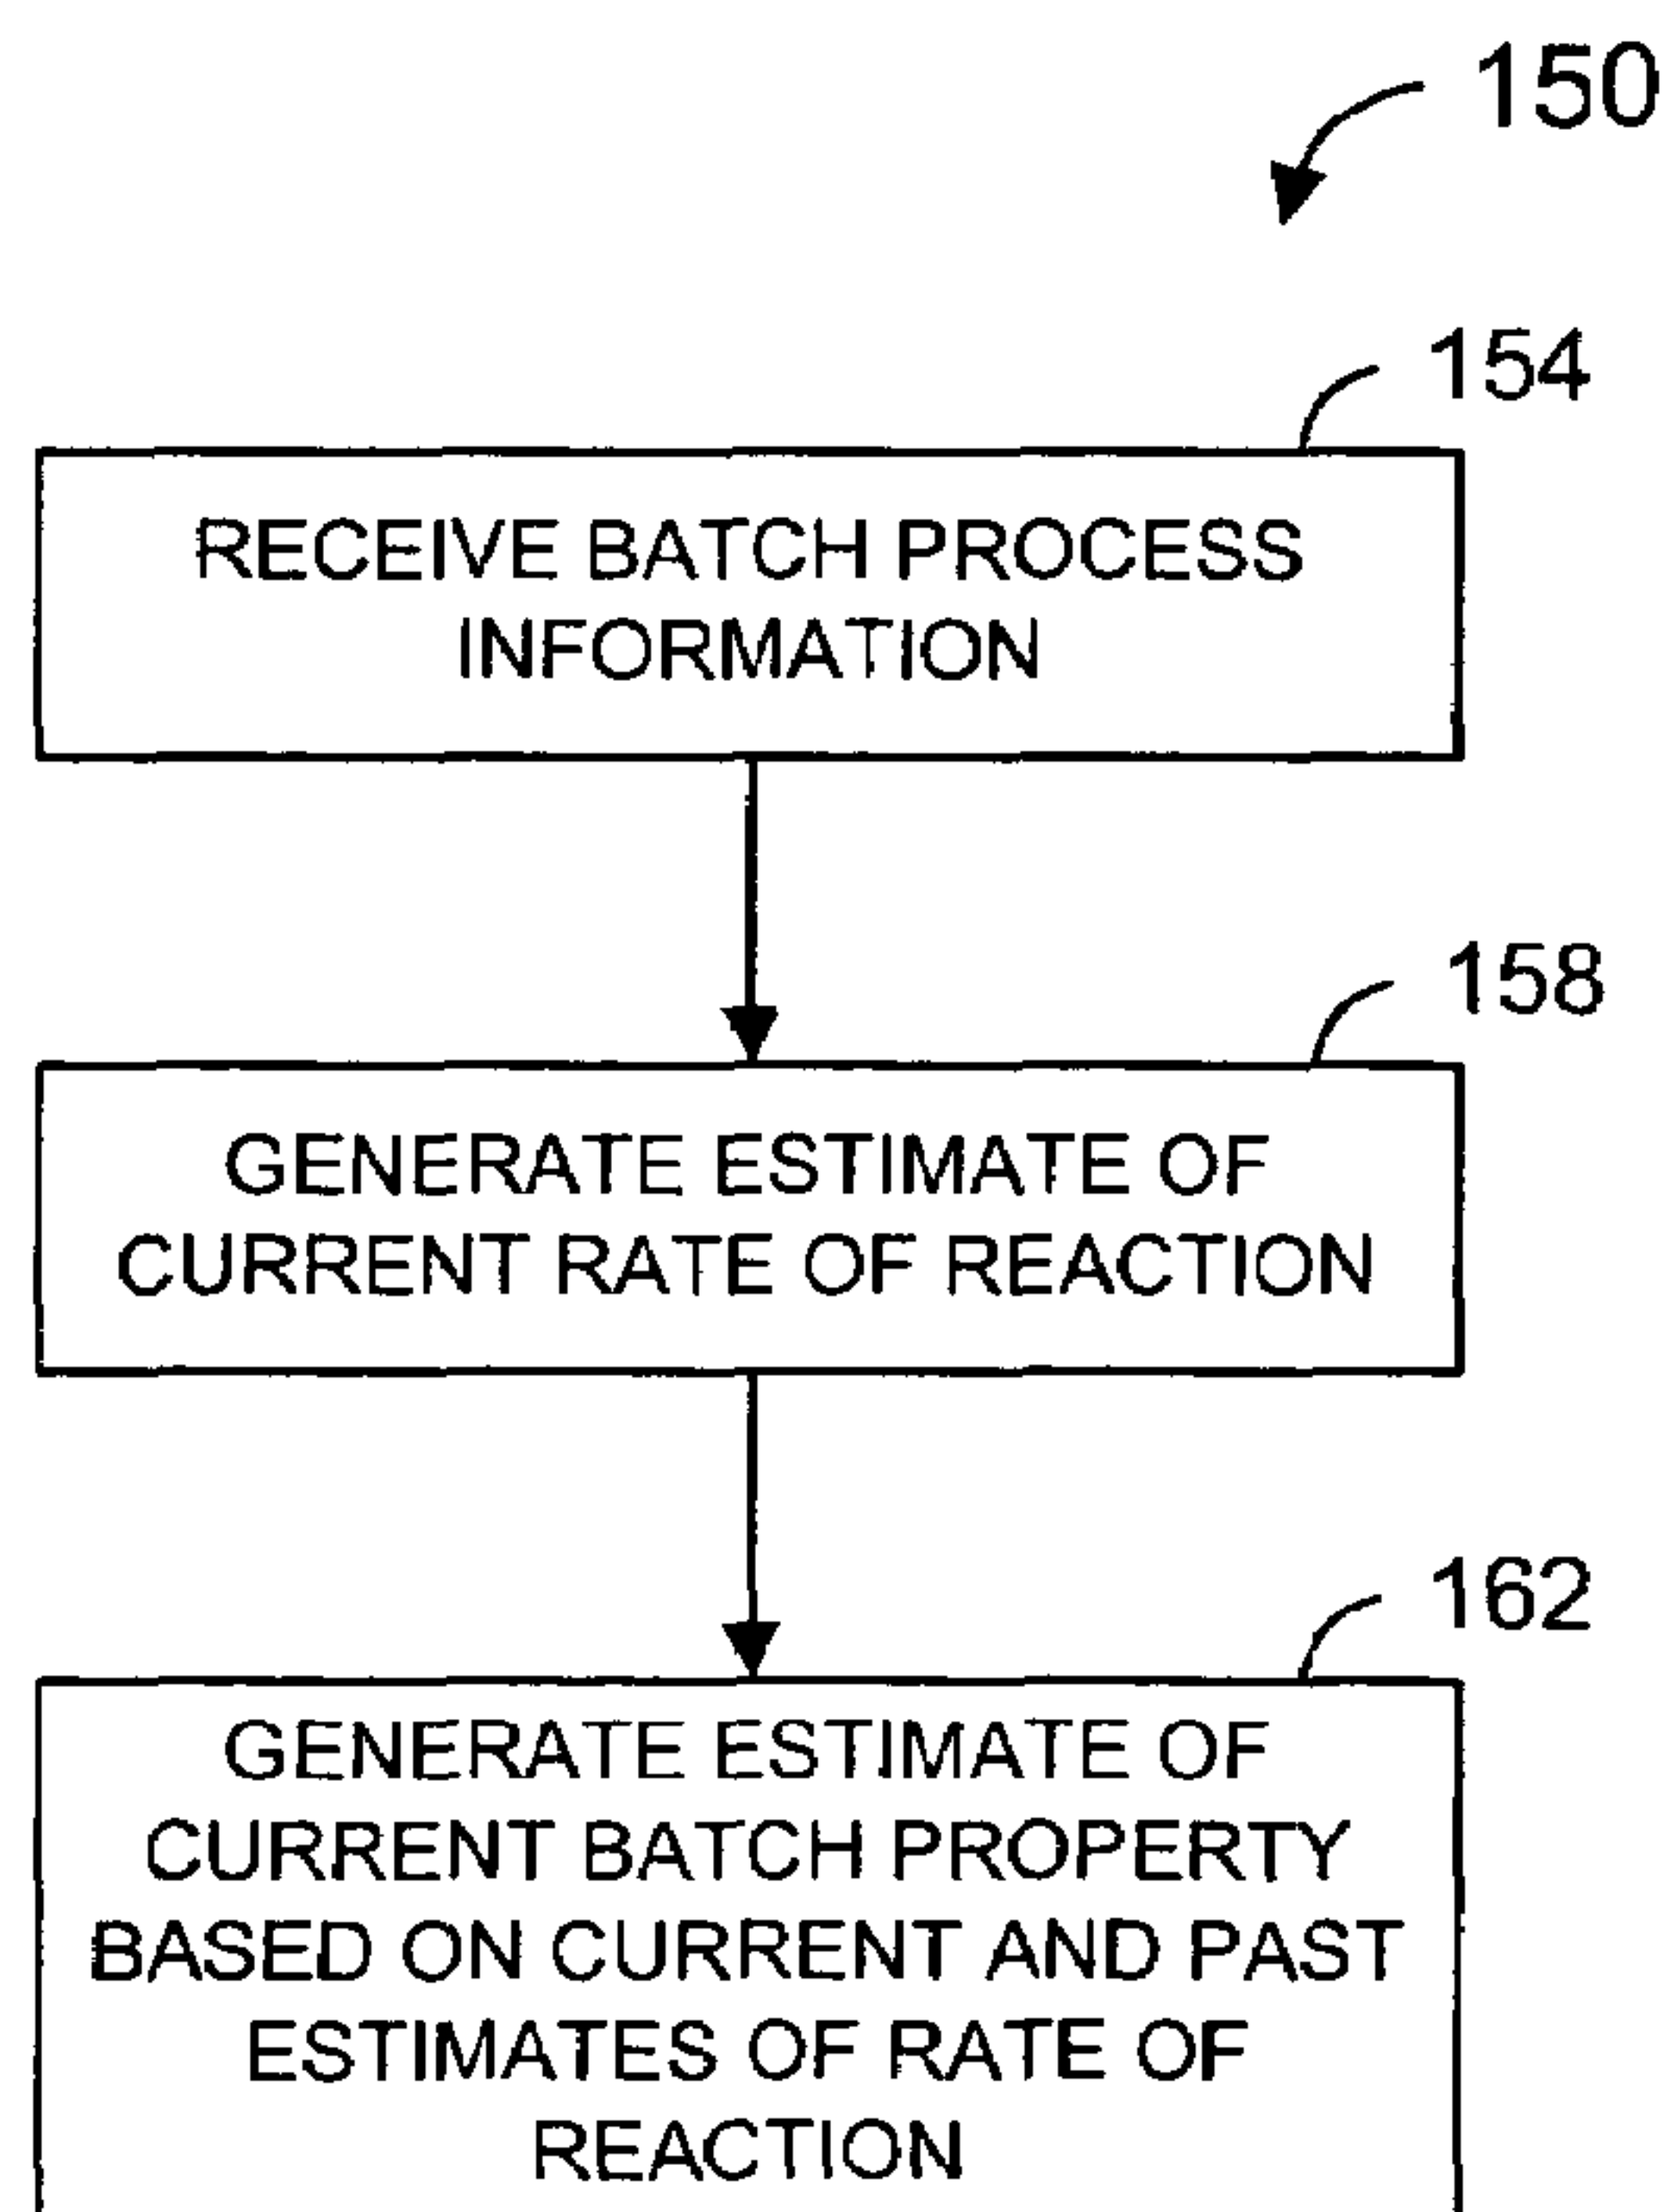 150
154
RECEIVE BATCH PROCESS
INFORMATION
158
GENERATE ESTIMATE OF
CURRENT RATE OF REACTION
162
GENERATE ESTIMATE OF
CURRENT BATCH PROPERTY
BASED ON CURRENT AND PAST
ESTIMATES OF RATE OF
REACTION